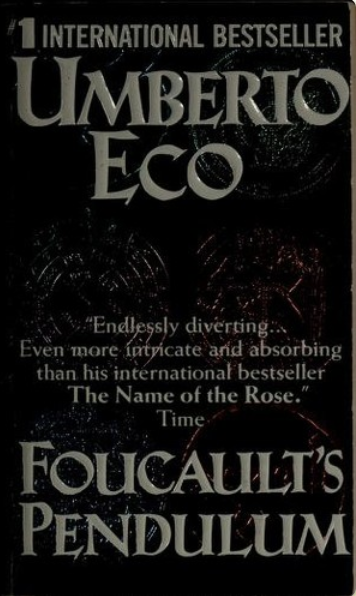 #1 INTERNATIONAL BESTSELLER
UMBERTO
ECO
"Endlessly diverting...
Even more intricate and absorbing
than his international bestseller
The Name of the Rose."
Time
FOUCAULT'S
PENDULUM